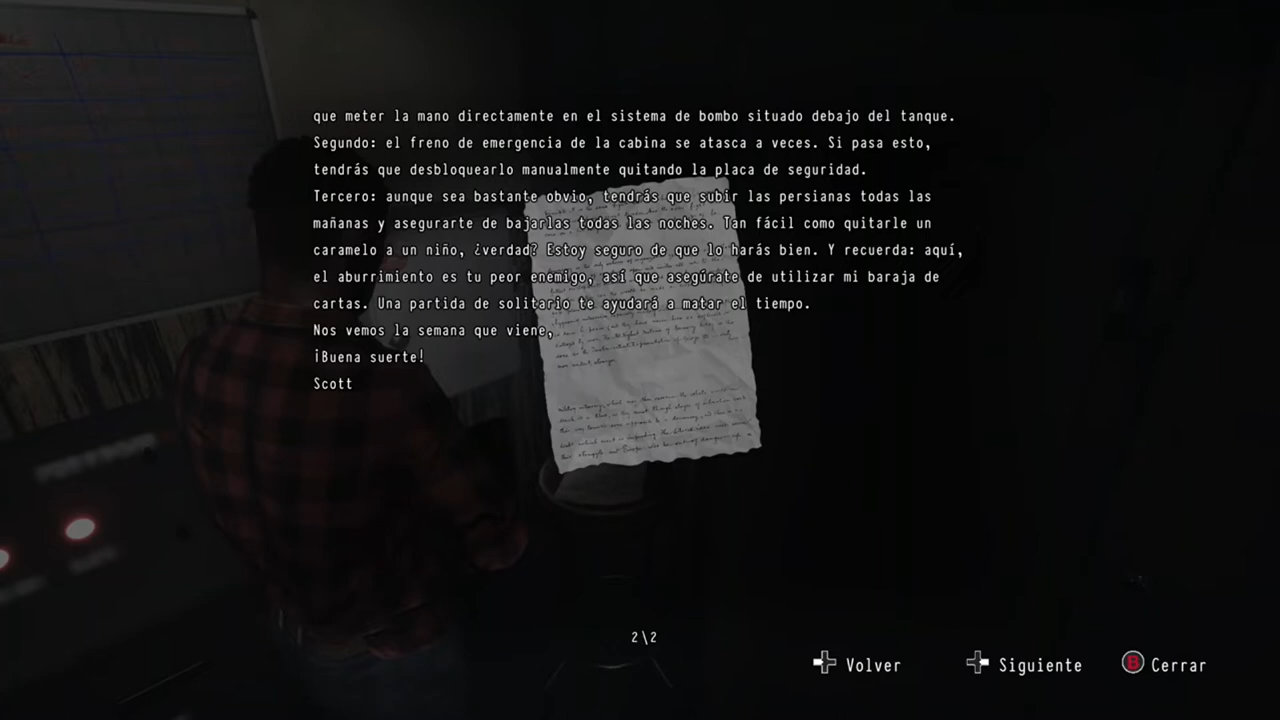 que meter la mano directamente en el sistema de bombo situado debajo del tanque.
Segundo: el freno de emergencia de la cabina se atasca a veces. Si pasa esto,
tendrás que desbloquearlo manualmente quitando la placa de seguridad.
Tercero: aunque sea bastante obvio, tendrás que subir las persianas todas las
mañanas y asegurarte de bajarlas todas las noches. Tan fácil como quitarle un
caramelo a un niño, ¿verdad? Estoy seguro de que lo harás bien. Y recuerda: aquí,
el aburrimiento es tu peor enemigo, así que asegúrate de utilizar mi baraja de
cartas. Una partida de solitario te ayudará a matar el tiempo.
Nos vemos la semana que viene,
¡Buena suerte!
Scott
2\2
Volver
Siguiente
B Cerrar